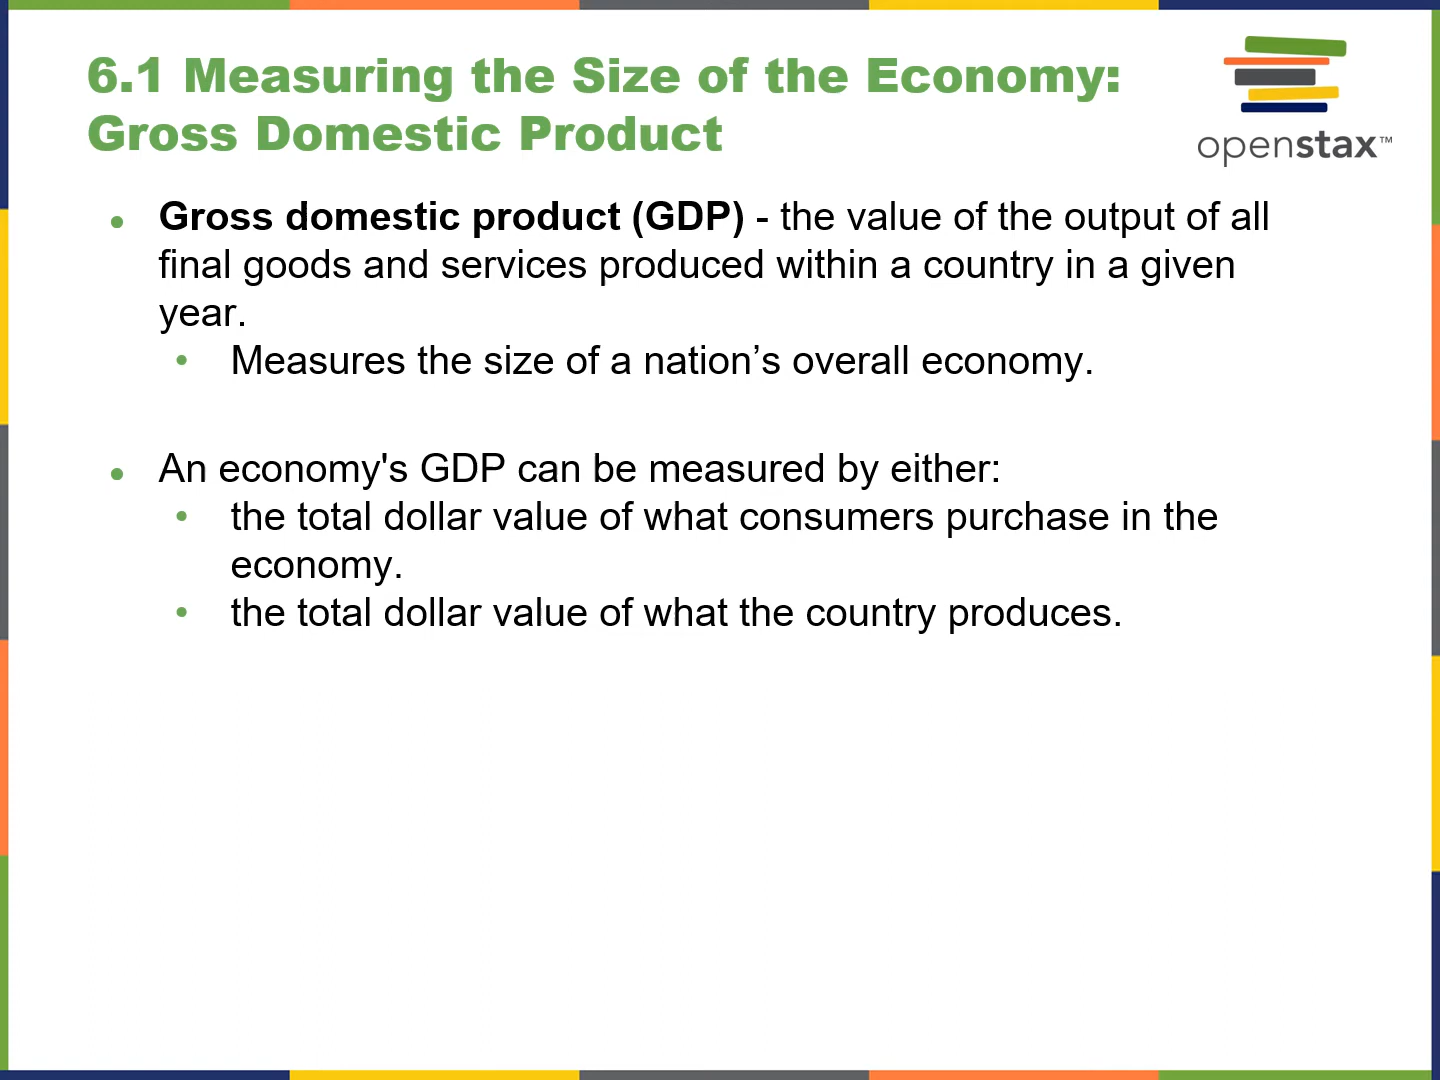 6.1 Measuring the Size of the Economy:
Gross Domestic Product
openstax™
• Gross domestic product (GDP) - the value of the output of all
final goods and services produced within a country in a given
year.
• Measures the size of a nation’s overall economy.
• An economy's GDP can be measured by either:
• the total dollar value of what consumers purchase in the
economy.
• the total dollar value of what the country produces.